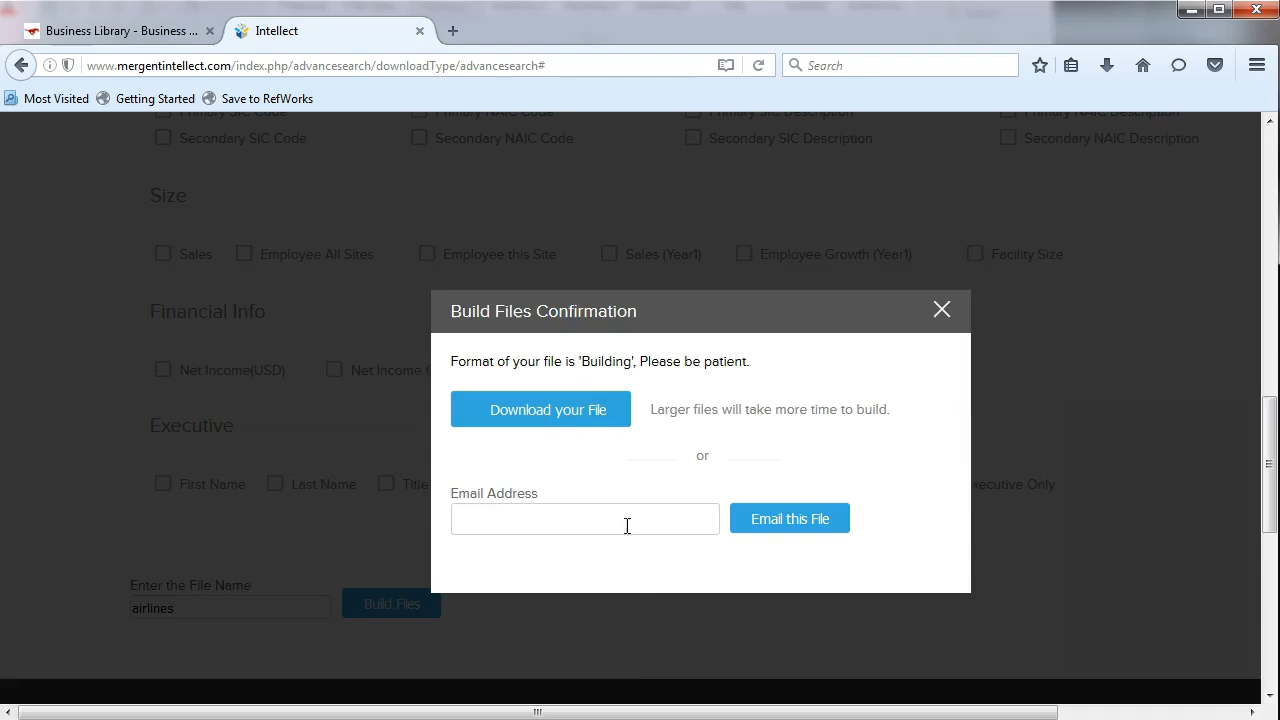 Business Library - Business ...
Intellect
www.mergentintellect.com/index.php/advancesearch/downloadType/advancesearch#
Search
Most Visited
Getting Started
Save to RefWorks
Primary SIC Code
Primary NAIC Code
Primary SIC Description
Primary NAIC Description
Secondary SIC Code
Secondary NAIC Code
Secondary SIC Description
Secondary NAIC Description
Size
Sales
Employee All Sites
Employee this Site
Sales (Year1)
Employee Growth (Year1)
Facility Size
Build Files Confirmation
Financial Info
Format of your file is 'Building', Please be patient.
Net Income(USD)
Net Income
Download your File
Larger files will take more time to build.
Executive
or
First Name
Last Name
Title
Executive Only
Email Address
Email this File
Enter the File Name
airlines
Build Files